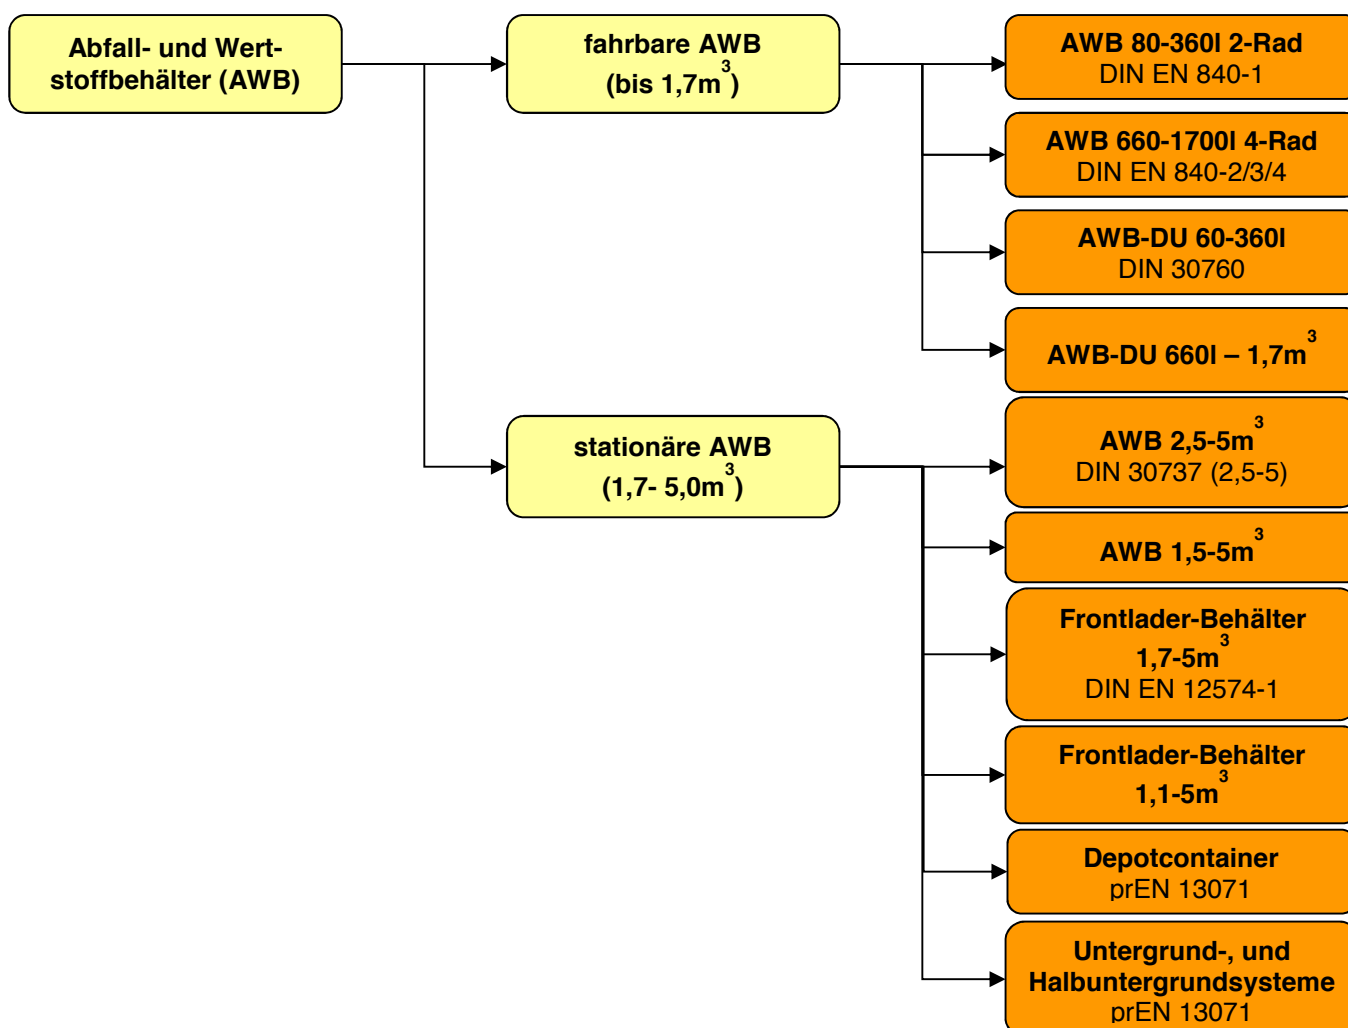 Abfall- und Wert-
stoffbehälter (AWB)
fahrbare AWB
(bis 1,7m³)
AWB 80-360l 2-Rad
DIN EN 840-1
AWB 660-1700l 4-Rad
DIN EN 840-2/3/4
AWB-DU 60-360l
DIN 30760
AWB-DU 660l – 1,7m³
stationäre AWB
(1,7- 5,0m³)
AWB 2,5-5m³
DIN 30737 (2,5-5)
AWB 1,5-5m³
Frontlader-Behälter
1,7-5m³
DIN EN 12574-1
Frontlader-Behälter
1,1-5m³
Depotcontainer
prEN 13071
Untergrund-, und
Halbuntergrundsysteme
prEN 13071